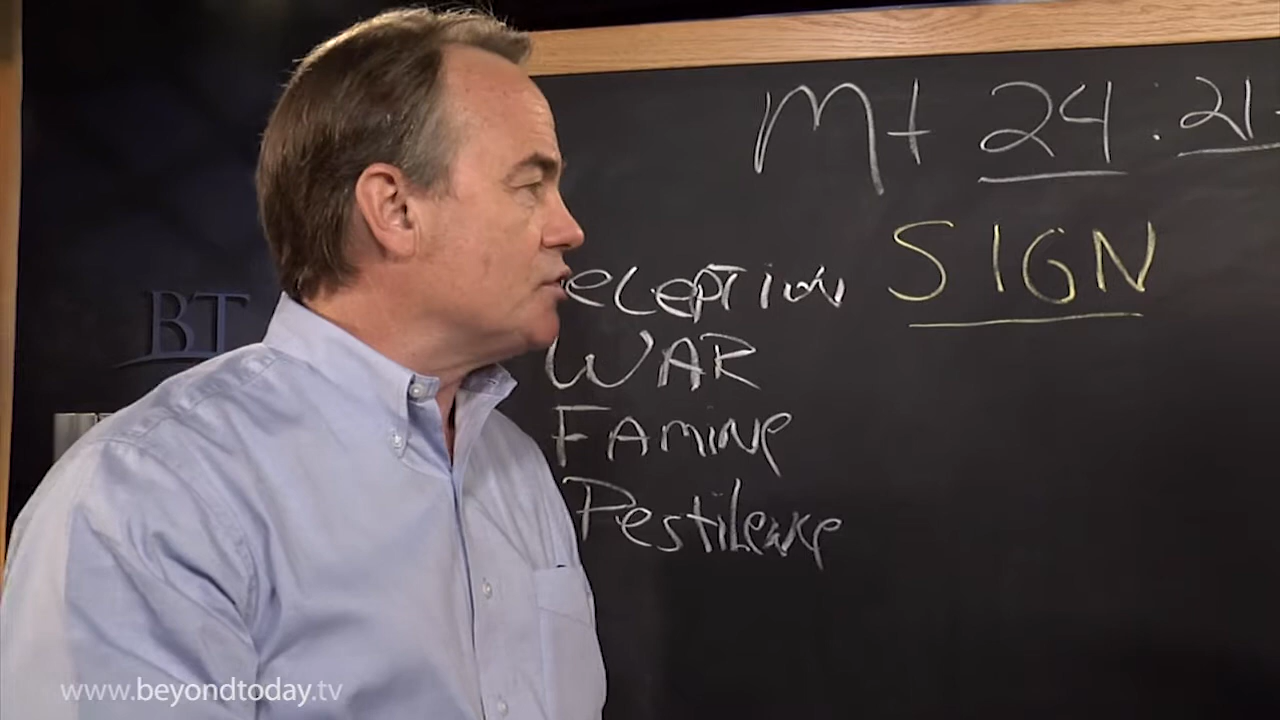 Mt 24:21
SIGN
eception
WAR
Famine
Pestilence
BT
www.beyondtoday.tv